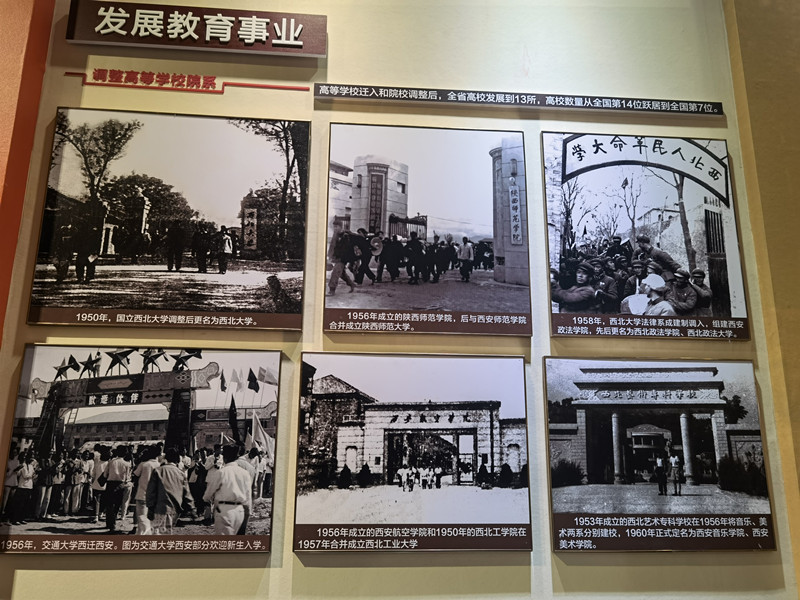 发展教育事业
调整高等学校院系
高等学校迁入和院校调整后，全省高校发展到13所，高校数量从全国第14位跃居到全国第7位。
1950年，国立西北大学调整后更名为西北大学。
陕西师范学院
1956年成立的陕西师范学院，后与西安师范学院
合并成立陕西师范大学。
西北人民革命大学
1958年，西北大学法律系成建制调入，组建西安
政法学院，先后更名为西北政法学院、西北政法大学。
欢迎伙伴
1956年，交通大学西迁西安。图为交通大学西安部分欢迎新生入学。
1956年成立的西安航空学院和1950年的西北工学院在
1957年合并成立西北工业大学
1953年成立的西北艺术专科学校在1956年将音乐、美
术两系分别建校，1960年正式定名为西安音乐学院、西安
美术学院。